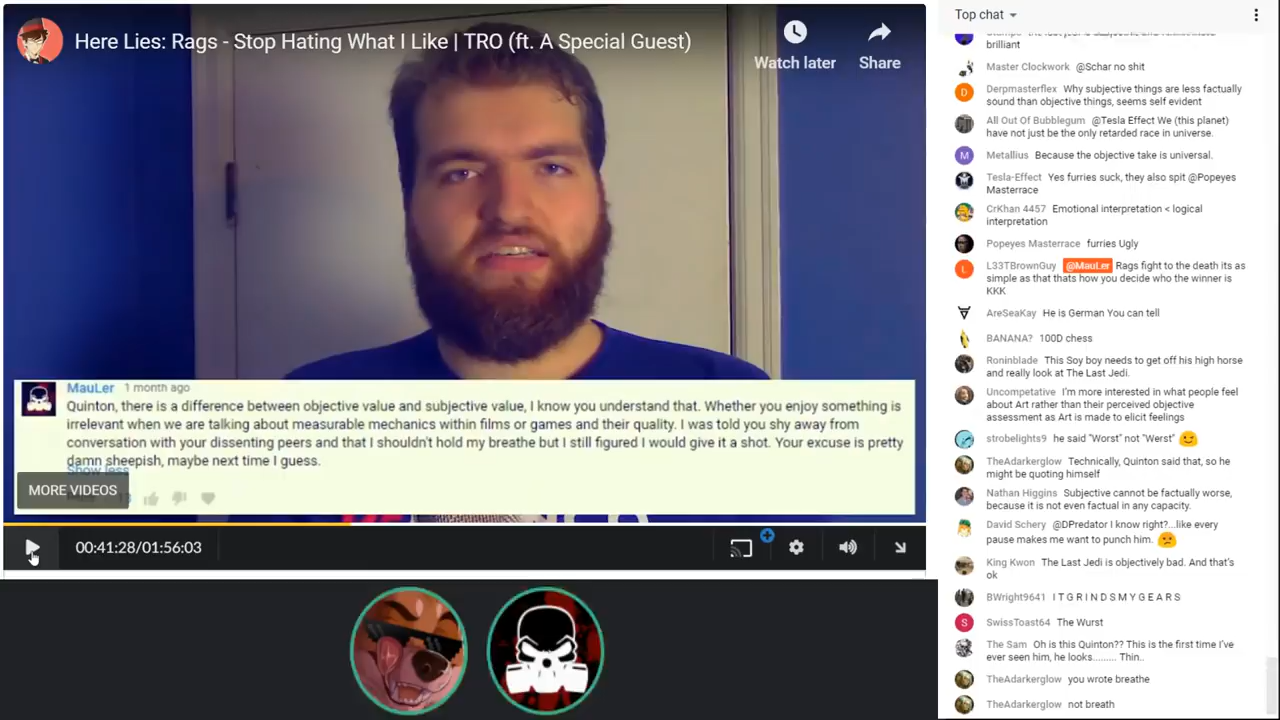 Here Lies: Rags - Stop Hating What I Like | TRO (ft. A Special Guest)
Watch later
Share
MauLer 1 month ago
Quinton, there is a difference between objective value and subjective value, I know you understand that. Whether you enjoy something is
irrelevant when we are talking about measurable mechanics within films or games and their quality. I was told you shy away from
conversation with your dissenting peers and that I shouldn't hold my breathe but I still figured I would give it a shot. Your excuse is pretty
damn sheepish, maybe next time I guess.
Show less
MORE VIDEOS
00:41:28/01:56:03
Top chat
brilliant
Master Clockwork @Schar no shit
D
Derpmasterflex Why subjective things are less factually
sound than objective things, seems self evident
All Out Of Bubblegum @Tesla Effect We (this planet)
have not just be the only retarded race in universe.
M
Metallius Because the objective take is universal.
Tesla-Effect Yes furries suck, they also spit @Popeyes
Masterrace
CrKhan 4457 Emotional interpretation < logical
interpretation
Popeyes Masterrace furries Ugly
L
L33TBrownGuy @MauLer Rags fight to the death its as
simple as that thats how you decide who the winner is
KKK
AreSeaKay He is German You can tell
BANANA? 100D chess
Roninblade This Soy boy needs to get off his high horse
and really look at The Last Jedi.
Uncompetative I'm more interested in what people feel
about Art rather than their perceived objective
assessment as Art is made to elicit feelings
strobelights9 he said "Worst" not "Werst"
TheAdarkerglow Technically, Quinton said that, so he
might be quoting himself
Nathan Higgins Subjective cannot be factually worse,
because it is not even factual in any capacity.
David Schery @DPredator I know right?...like every
pause makes me want to punch him.
King Kwon The Last Jedi is objectively bad. And that's
ok
BWright9641 I T G R I N D S M Y G E A R S
S
SwissToast64 The Wurst
The Sam Oh is this Quinton?? This is the first time I've
ever seen him, he looks......... Thin..
TheAdarkerglow you wrote breathe
TheAdarkerglow not breath